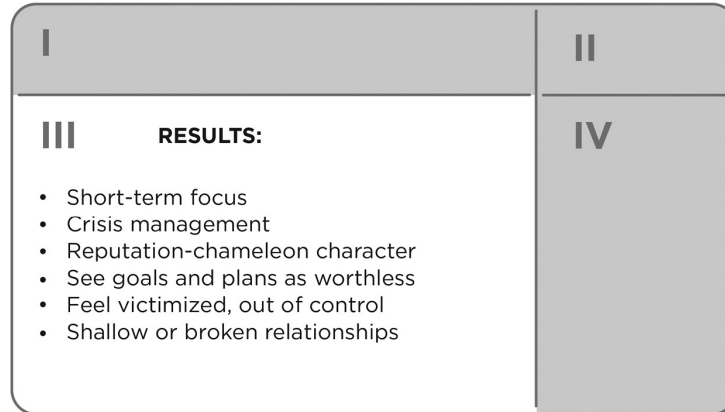 I
II
III RESULTS:
IV
• Short-term focus
• Crisis management
• Reputation-chameleon character
• See goals and plans as worthless
• Feel victimized, out of control
• Shallow or broken relationships